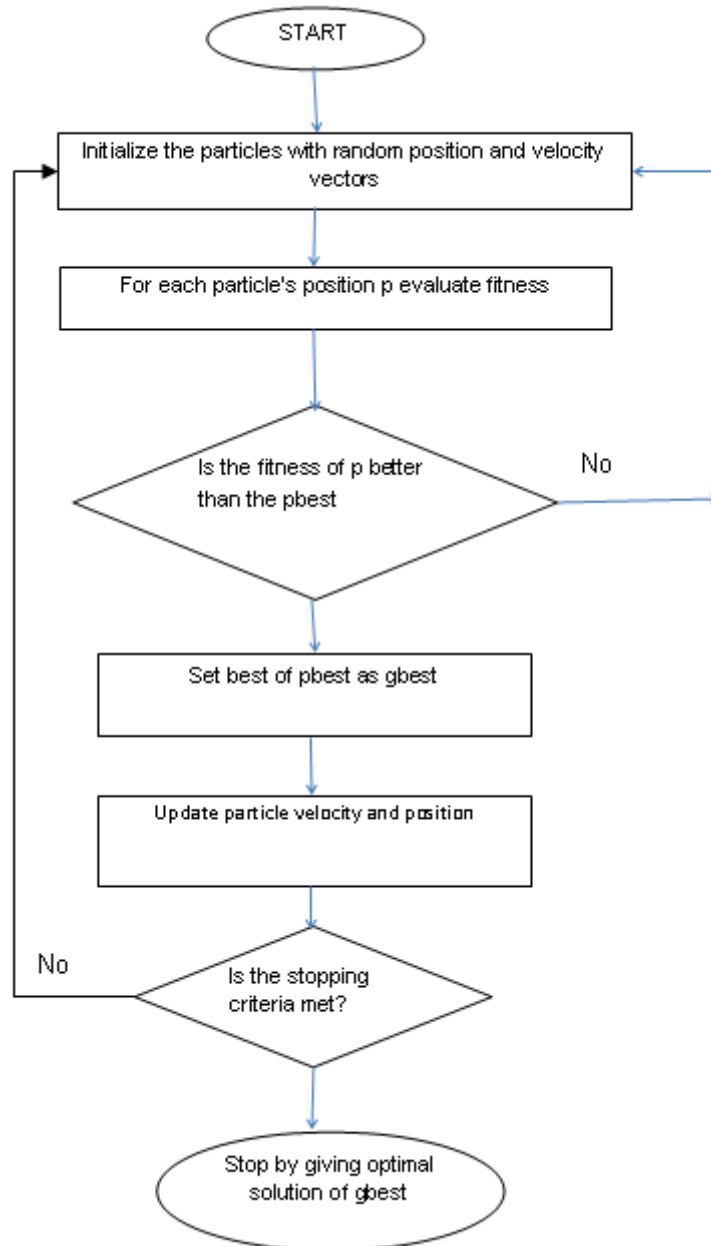 START
Initialize the particles with random position and velocity
vectors
For each particle's position p evaluate fitness
Is the fitness of p better
than the pbest
No
Set best of pbest as gbest
Update particle velocity and position
No
Is the stopping
criteria met?
Stop by giving optimal
solution of gbest